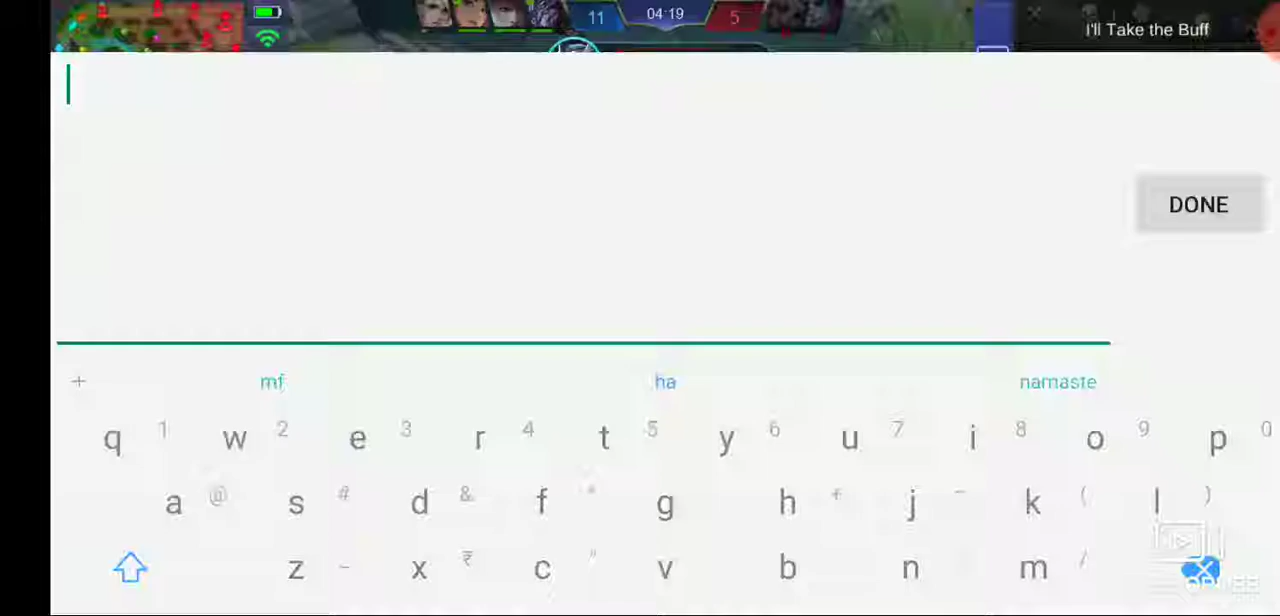 11 04:19 5
I'll Take the Buff
DONE
+ mf ha namaste
q 1 w 2 e 3 r 4 t 5 y 6 u 7 i 8 o 9 p 0
a @ s # d & f * g h + j - k ( l )
z - x ₹ c " v b n m /